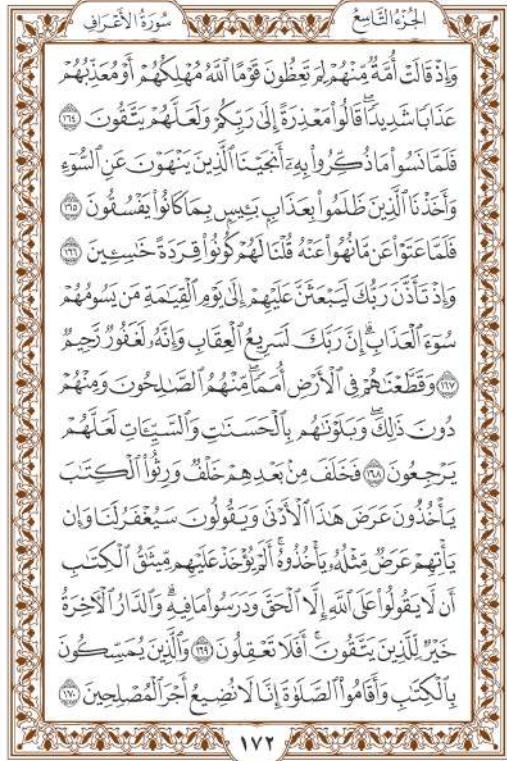 الجُزْءُ التَّاسِعُ
سُورَةُ الأَعْرَافِ
وَإِذْ قَالَتْ أُمَّةٌ مِّنْهُمْ لِمَ تَعِظُونَ قَوْمًا ٱللَّهُ مُهْلِكُهُمْ أَوْ مُعَذِّبُهُمْ
عَذَابًا شَدِيدًا ۖ قَالُوا۟ مَعْذِرَةً إِلَىٰ رَبِّكُمْ وَلَعَلَّهُمْ يَتَّقُونَ ١٦٤
فَلَمَّا نَسُوا۟ مَا ذُكِّرُوا۟ بِهِۦٓ أَنجَيْنَا ٱلَّذِينَ يَنْهَوْنَ عَنِ ٱلسُّوٓءِ
وَأَخَذْنَا ٱلَّذِينَ ظَلَمُوا۟ بِعَذَابٍۭ بَـِٔيسٍۭ بِمَا كَانُوا۟ يَفْسُقُونَ ١٦٥
فَلَمَّا عَتَوْا۟ عَن مَّا نُهُوا۟ عَنْهُ قُلْنَا لَهُمْ كُونُوا۟ قِرَدَةً خَـٰسِـِٔينَ ١٦٦
وَإِذْ تَأَذَّنَ رَبُّكَ لَيَبْعَثَنَّ عَلَيْهِمْ إِلَىٰ يَوْمِ ٱلْقِيَـٰمَةِ مَن يَسُومُهُمْ
سُوٓءَ ٱلْعَذَابِ ۗ إِنَّ رَبَّكَ لَسَرِيعُ ٱلْعِقَابِ ۖ وَإِنَّهُۥ لَغَفُورٌ رَّحِيمٌ
١٦٧ وَقَطَّعْنَـٰهُمْ فِى ٱلْأَرْضِ أُمَمًا ۖ مِّنْهُمُ ٱلصَّـٰلِحُونَ وَمِنْهُمْ
دُونَ ذَٰلِكَ ۖ وَبَلَوْنَـٰهُم بِٱلْحَسَنَـٰتِ وَٱلسَّيِّـَٔاتِ لَعَلَّهُمْ
يَرْجِعُونَ ١٦٨ فَخَلَفَ مِنۢ بَعْدِهِمْ خَلْفٌ وَرِثُوا۟ ٱلْكِتَـٰبَ
يَأْخُذُونَ عَرَضَ هَـٰذَا ٱلْأَدْنَىٰ وَيَقُولُونَ سَيُغْفَرُ لَنَا وَإِن
يَأْتِهِمْ عَرَضٌ مِّثْلُهُۥ يَأْخُذُوهُ ۚ أَلَمْ يُؤْخَذْ عَلَيْهِم مِّيثَـٰقُ ٱلْكِتَـٰبِ
أَن لَّا يَقُولُوا۟ عَلَى ٱللَّهِ إِلَّا ٱلْحَقَّ وَدَرَسُوا۟ مَا فِيهِ ۗ وَٱلدَّارُ ٱلْـَٔاخِرَةُ
خَيْرٌ لِّلَّذِينَ يَتَّقُونَ ۗ أَفَلَا تَعْقِلُونَ ١٦٩ وَٱلَّذِينَ يُمَسِّكُونَ
بِٱلْكِتَـٰبِ وَأَقَامُوا۟ ٱلصَّلَوٰةَ إِنَّا لَا نُضِيعُ أَجْرَ ٱلْمُصْلِحِينَ ١٧٠
١٧٢